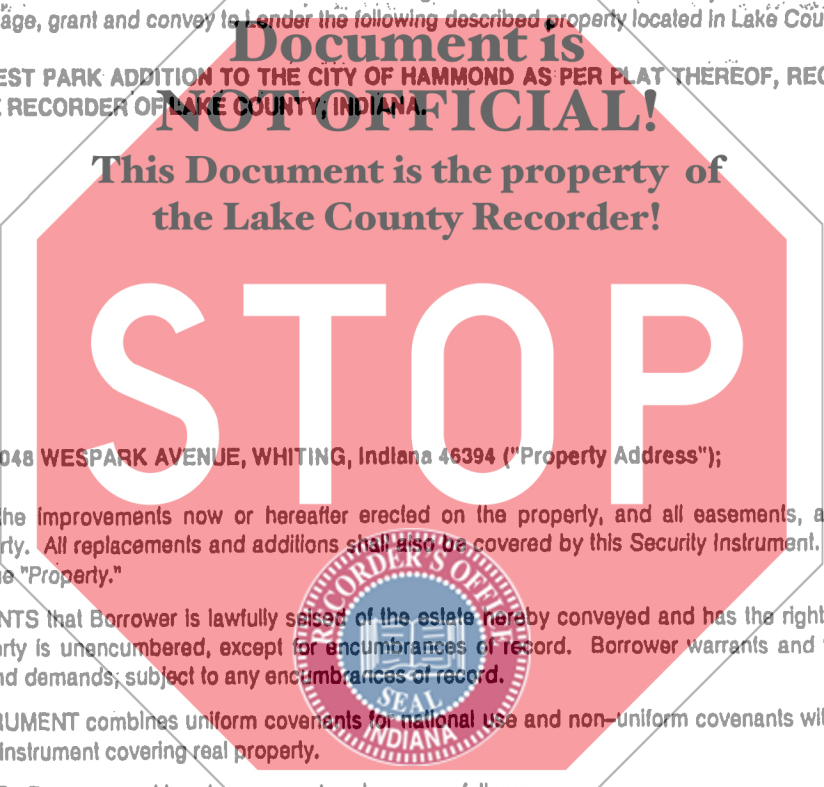 age, grant and convey to Lender the following described property located in Lake Cou
Document is
EST PARK ADDITION TO THE CITY OF HAMMOND AS PER PLAT THEREOF, REC
E RECORDER OF LAKE COUNTY, INDIANA.
NOT OFFICIAL!
This Document is the property of
the Lake County Recorder!
STOP
048 WESPARK AVENUE, WHITING, Indiana 46394 ("Property Address");
he improvements now or hereafter erected on the property, and all easements, a
rty. All replacements and additions shall also be covered by this Security Instrument.
e "Property."
NTS that Borrower is lawfully seised of the estate hereby conveyed and has the right
rty is unencumbered, except for encumbrances of record. Borrower warrants and
nd demands, subject to any encumbrances of record.
RECORDER'S OFFICE
SEAL
INDIANA
RUMENT combines uniform covenants for national use and non-uniform covenants wi
instrument covering real property.